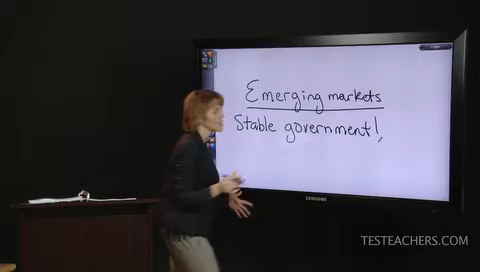 Emerging markets
Stable government!
SAMSUNG
TESTEACHERS.COM